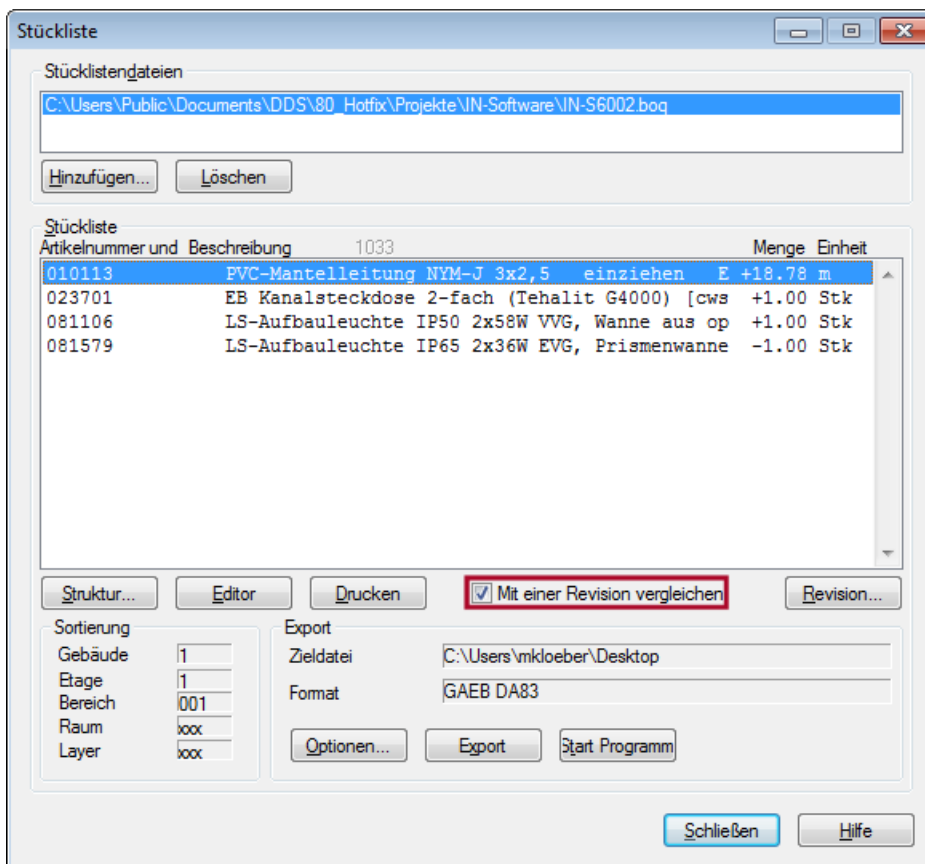 Stückliste
Stücklistendateien
C:\Users\Public\Documents\DDS\80_Hotfix\Projekte\IN-Software\IN-S6002.boq
Hinzufügen... Löschen
Stückliste
Artikelnummer und Beschreibung 1033 Menge Einheit
010113 PVC-Mantelleitung NYM-J 3x2,5 einziehen E +18.78 m
023701 EB Kanalsteckdose 2-fach (Tehalit G4000) [cws +1.00 Stk
081106 LS-Aufbauleuchte IP50 2x58W VVG, Wanne aus op +1.00 Stk
081579 LS-Aufbauleuchte IP65 2x36W EVG, Prismenwanne -1.00 Stk
Struktur... Editor Drucken Mit einer Revision vergleichen Revision...
Sortierung Export
Gebäude 1 Zieldatei C:\Users\mkloeber\Desktop
Etage 1
Format GAEB DA83
Bereich 001
Raum xxx
Layer xxx
Optionen... Export Start Programm
Schließen Hilfe